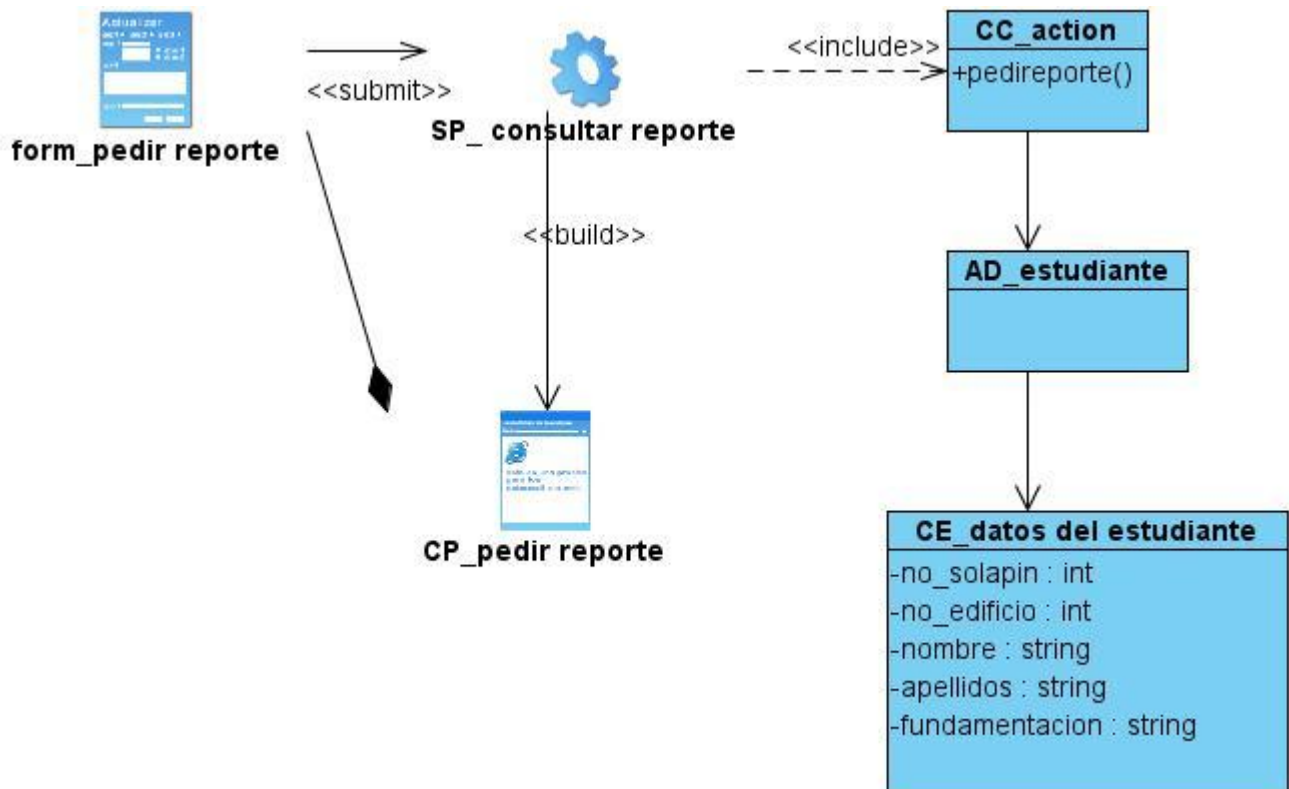 Actualizar
form_pedir reporte
<<submit>>
SP_ consultar reporte
<<include>>
CC_action
+pedireporte()
<<build>>
AD_estudiante
CP_pedir reporte
CE_datos del estudiante
-no_solapin : int
-no_edificio : int
-nombre : string
-apellidos : string
-fundamentacion : string